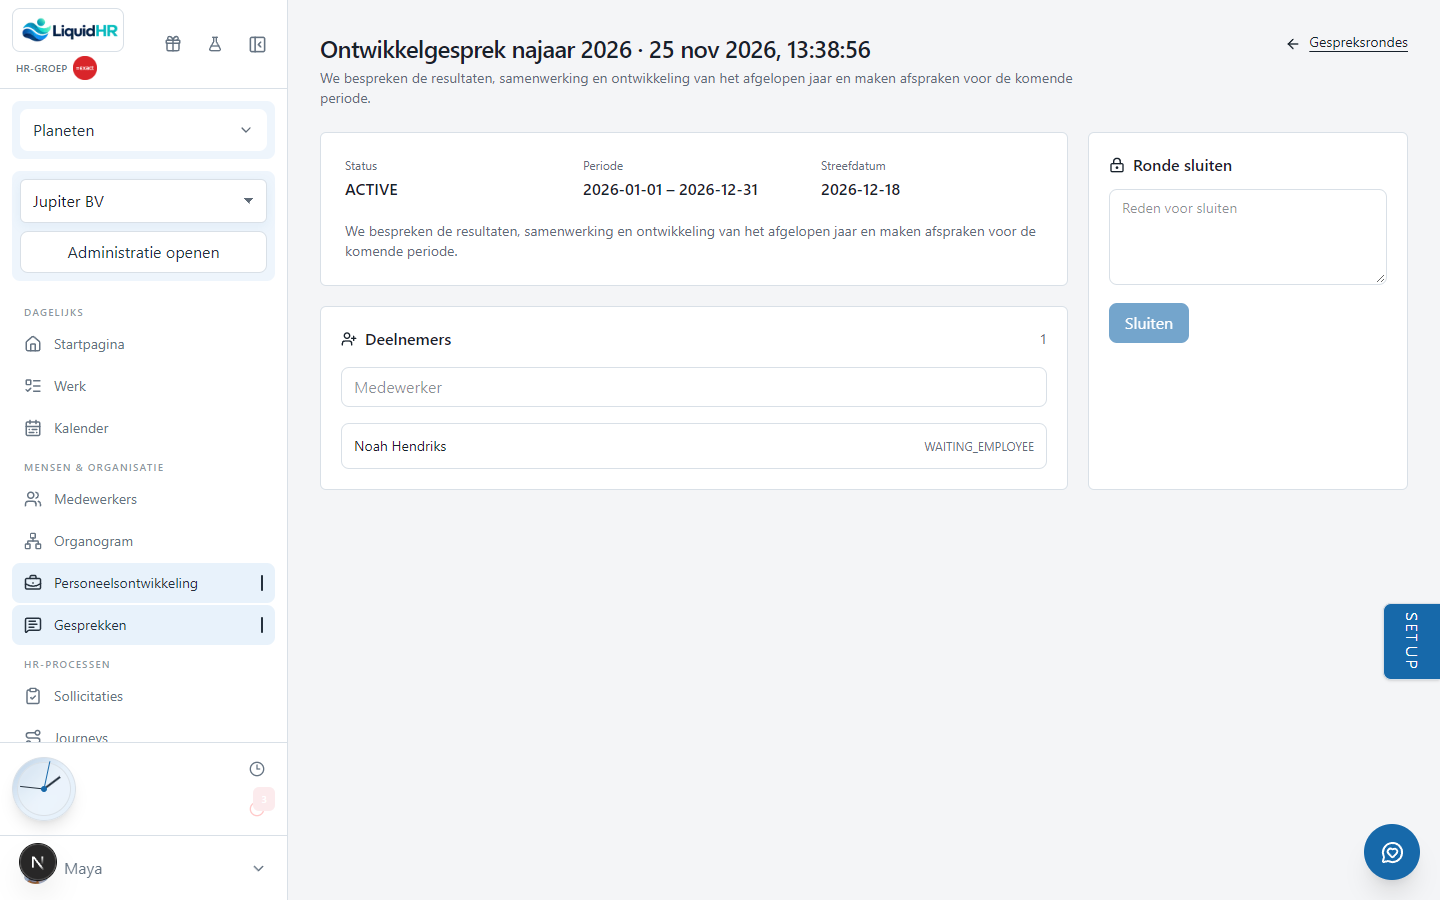 LiquidHR
HR-GROEP
exact
Planeten
Jupiter BV
Administratie openen
DAGELIJKS
Startpagina
Werk
Kalender
MENSEN & ORGANISATIE
Medewerkers
Organogram
Personeelsontwikkeling
Gesprekken
HR-PROCESSEN
Sollicitaties
Journeys
3
N
Maya
Ontwikkelgesprek najaar 2026 · 25 nov 2026, 13:38:56
We bespreken de resultaten, samenwerking en ontwikkeling van het afgelopen jaar en maken afspraken voor de komende
periode.
Gespreksrondes
Status
ACTIVE
Periode
2026-01-01 – 2026-12-31
Streefdatum
2026-12-18
We bespreken de resultaten, samenwerking en ontwikkeling van het afgelopen jaar en maken afspraken voor de
komende periode.
Deelnemers
1
Medewerker
Noah Hendriks
WAITING_EMPLOYEE
Ronde sluiten
Reden voor sluiten
Sluiten
SETUP